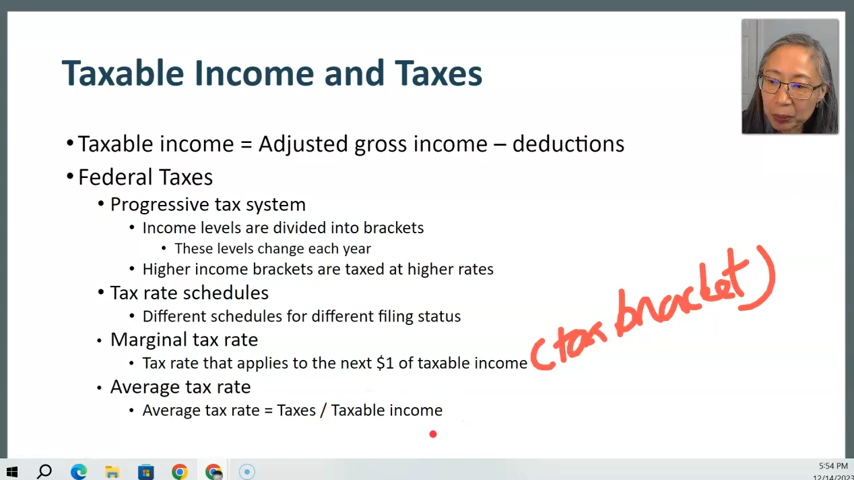 Taxable Income and Taxes
• Taxable income = Adjusted gross income – deductions
• Federal Taxes
• Progressive tax system
• Income levels are divided into brackets
• These levels change each year
• Higher income brackets are taxed at higher rates
• Tax rate schedules
• Different schedules for different filing status
• Marginal tax rate
• Tax rate that applies to the next $1 of taxable income
(tax bracket)
• Average tax rate
• Average tax rate = Taxes / Taxable income
5:54 PM
12/14/2023